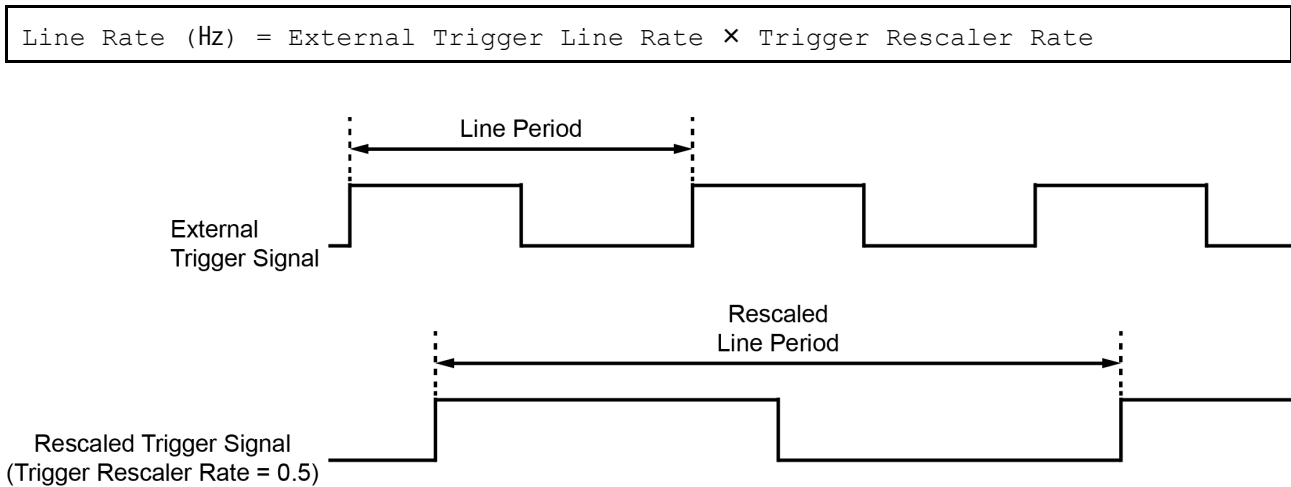 Line Rate (Hz) = External Trigger Line Rate × Trigger Rescaler Rate
Line Period
External
Trigger Signal
Rescaled
Line Period
Rescaled Trigger Signal
(Trigger Rescaler Rate = 0.5)